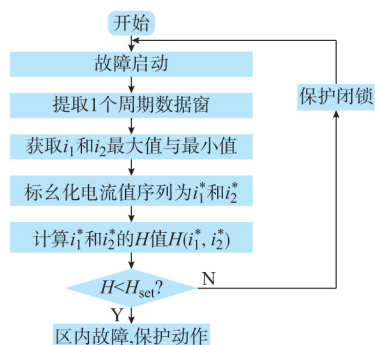 开始
故障启动
提取1个周期数据窗
保护闭锁
获取i₁和i₂最大值与最小值
标幺化电流值序列为i₁*和i₂*
计算i₁*和i₂*的H值H(i₁*, i₂*)
H<H_set?
N
Y
区内故障,保护动作